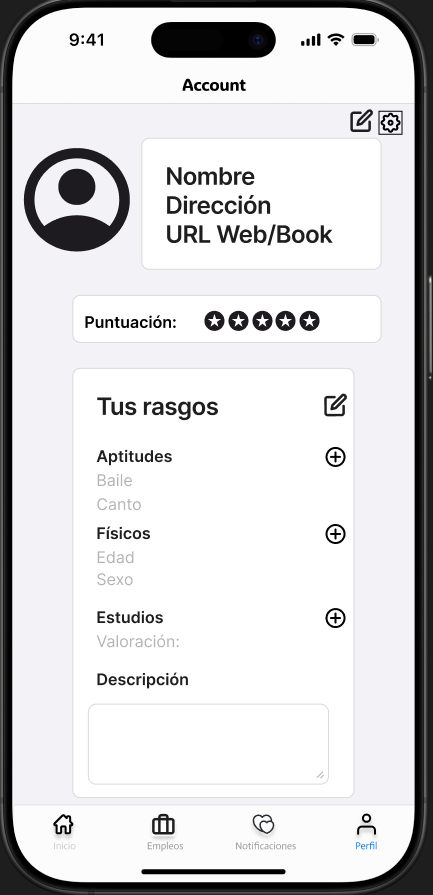 9:41
Account
Nombre
Dirección
URL Web/Book
Puntuación:
Tus rasgos
Aptitudes
Baile
Canto
Físicos
Edad
Sexo
Estudios
Valoración:
Descripción
Inicio
Empleos
Notificaciones
Perfil